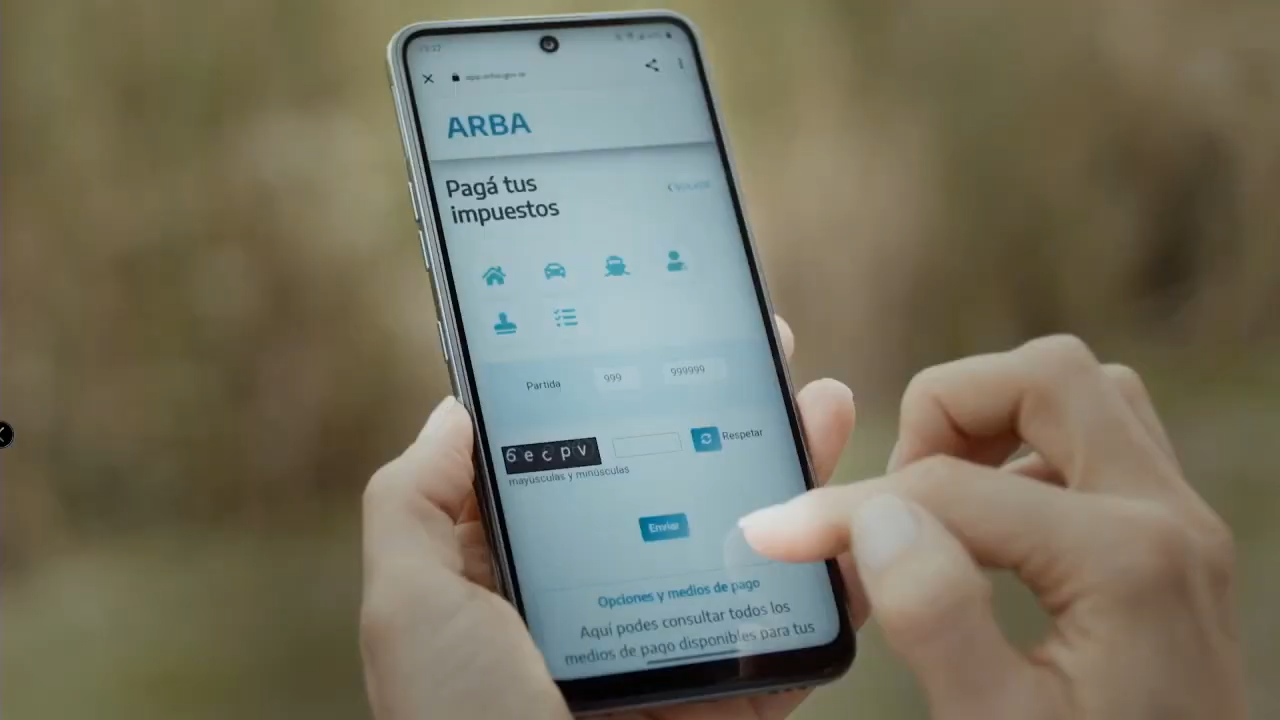 ARBA
Pagá tus
impuestos
Partida 999 999999
6ecpv Respetar
mayúsculas y minúsculas
Enviar
Opciones y medios de pago
Aquí podes consultar todos los
medios de pago disponibles para tus